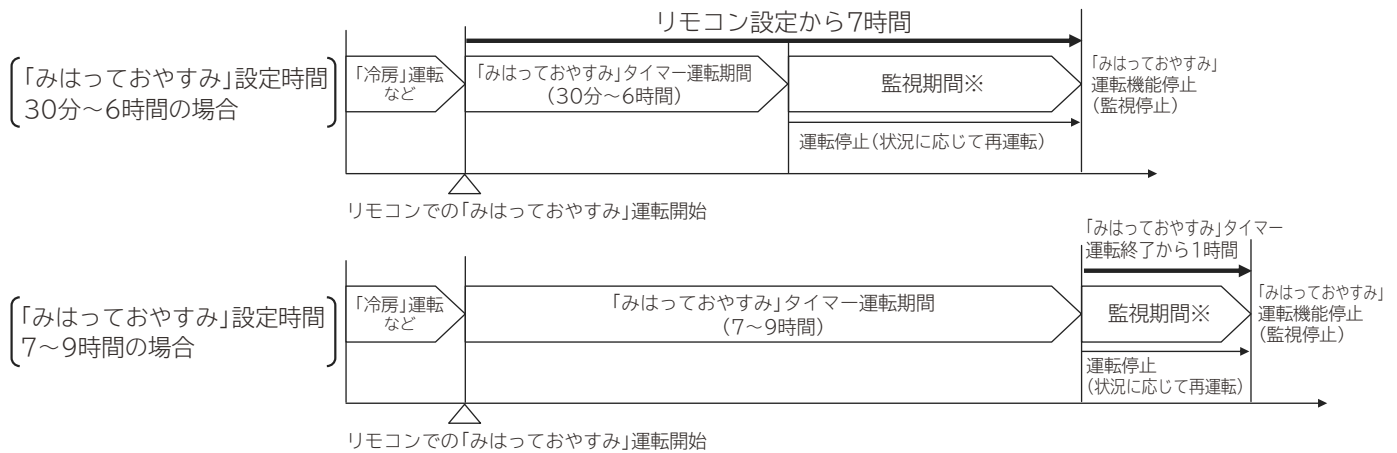 リモコン設定から7時間
「みはっておやすみ」設定時間
30分～6時間の場合
「冷房」運転
など
「みはっておやすみ」タイマー運転期間
（30分～6時間）
監視期間※
「みはっておやすみ」
運転機能停止
（監視停止）
運転停止（状況に応じて再運転）
リモコンでの「みはっておやすみ」運転開始
「みはっておやすみ」タイマー
運転終了から1時間
「みはっておやすみ」設定時間
7～9時間の場合
「冷房」運転
など
「みはっておやすみ」タイマー運転期間
（7～9時間）
監視期間※
「みはっておやすみ」
運転機能停止
（監視停止）
運転停止
（状況に応じて再運転）
リモコンでの「みはっておやすみ」運転開始